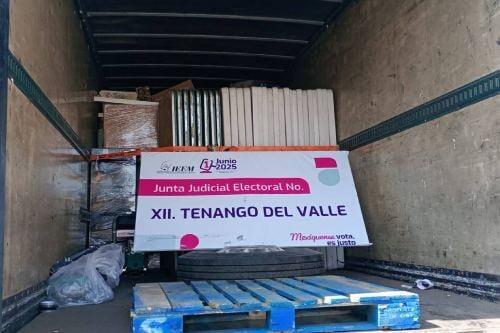 IEEM
1 Junio
2025
Junta Judicial Electoral No.
XII. TENANGO DEL VALLE
Mexiquense vota,
es justo